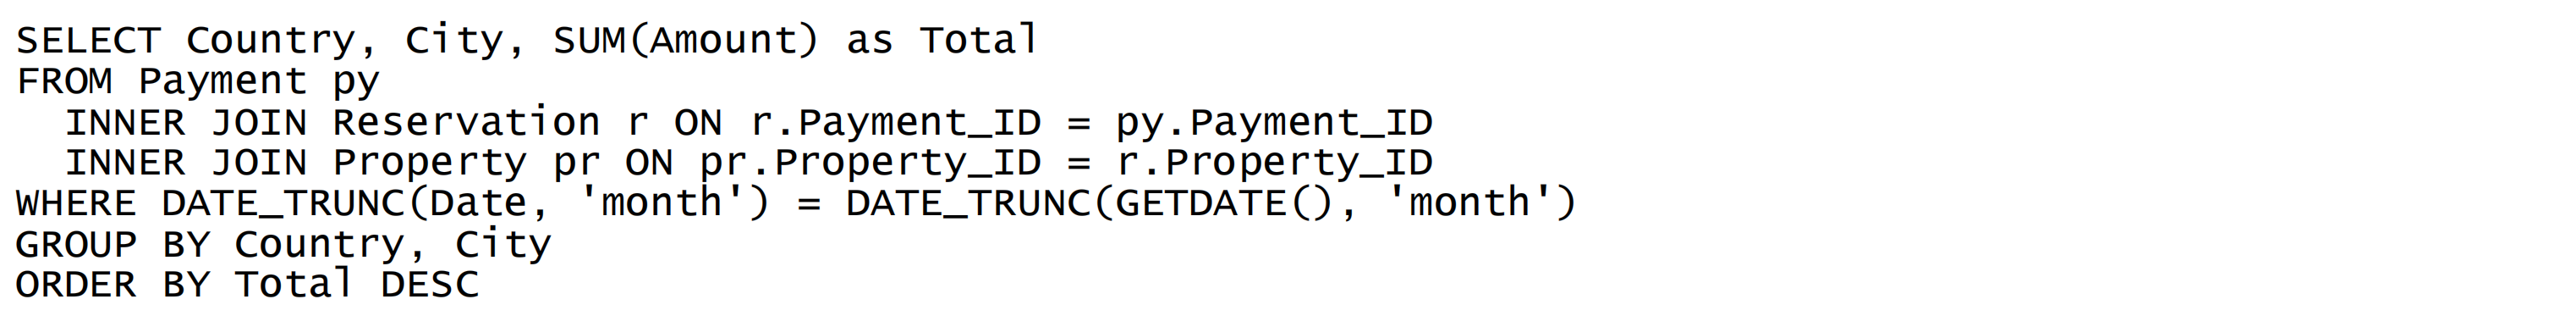 SELECT Country, City, SUM(Amount) as Total
FROM Payment py
  INNER JOIN Reservation r ON r.Payment_ID = py.Payment_ID
  INNER JOIN Property pr ON pr.Property_ID = r.Property_ID
WHERE DATE_TRUNC(Date, 'month') = DATE_TRUNC(GETDATE(), 'month')
GROUP BY Country, City
ORDER BY Total DESC